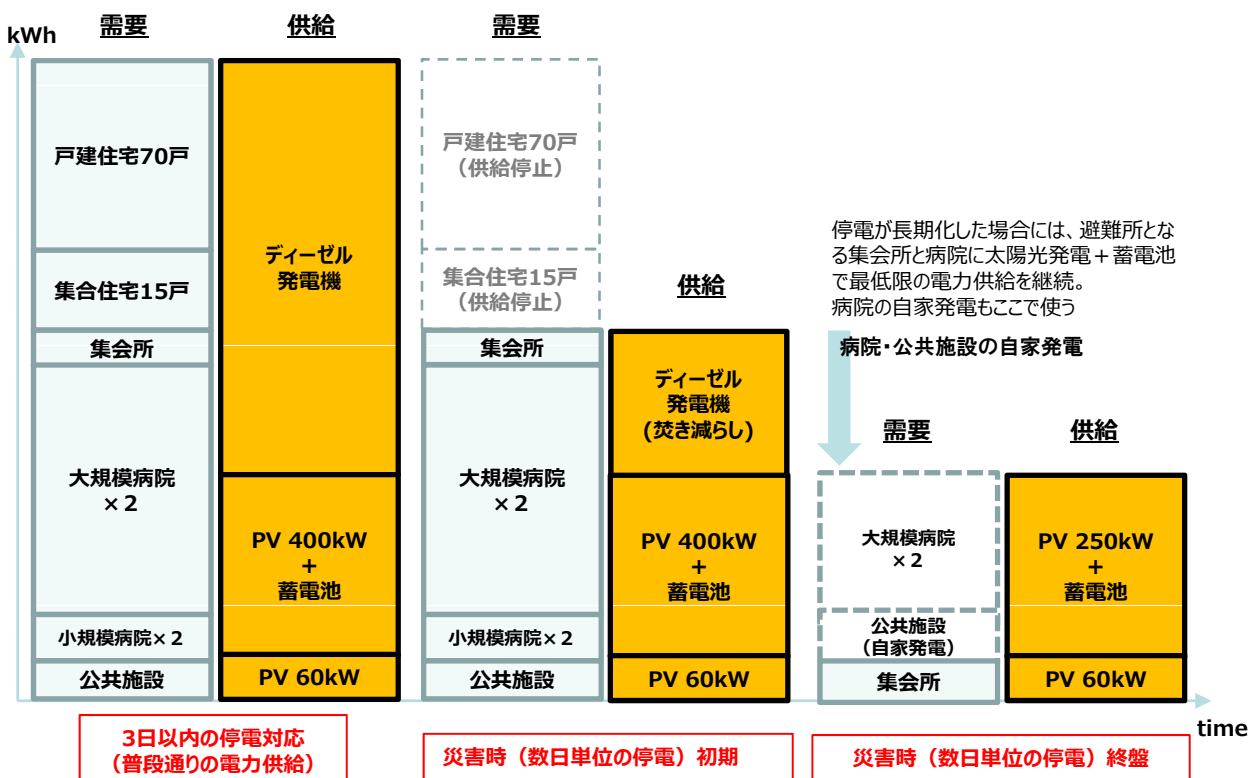 kWh
需要
供給
戸建住宅70戸
集合住宅15戸
集会所
大規模病院
×2
小規模病院×2
公共施設
ディーゼル
発電機
PV 400kW
+
蓄電池
PV 60kW
3日以内の停電対応
（普段通りの電力供給）
需要
供給
戸建住宅70戸
（供給停止）
集合住宅15戸
（供給停止）
集会所
大規模病院
×2
小規模病院×2
公共施設
ディーゼル
発電機
(焚き減らし)
PV 400kW
+
蓄電池
PV 60kW
災害時（数日単位の停電）初期
停電が長期化した場合には、避難所とな
る集会所と病院に太陽光発電＋蓄電池
で最低限の電力供給を継続。
病院の自家発電もここで使う
病院・公共施設の自家発電
需要
供給
大規模病院
×2
公共施設
（自家発電）
集会所
PV 250kW
+
蓄電池
PV 60kW
災害時（数日単位の停電）終盤
time